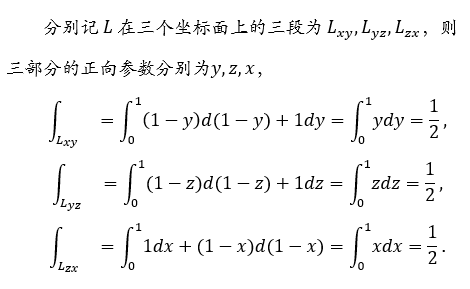 分别记 L 在三个坐标面上的三段为 L_{xy}, L_{yz}, L_{zx}，则
三部分的正向参数分别为y, z, x，
∫_{L_{xy}} = ∫_0^1 (1 − y)d(1 − y) + 1dy = ∫_0^1 ydy = 1/2 ,
∫_{L_{yz}} = ∫_0^1 (1 − z)d(1 − z) + 1dz = ∫_0^1 zdz = 1/2 ,
∫_{L_{zx}} = ∫_0^1 1dx + (1 − x)d(1 − x) = ∫_0^1 xdx = 1/2 .